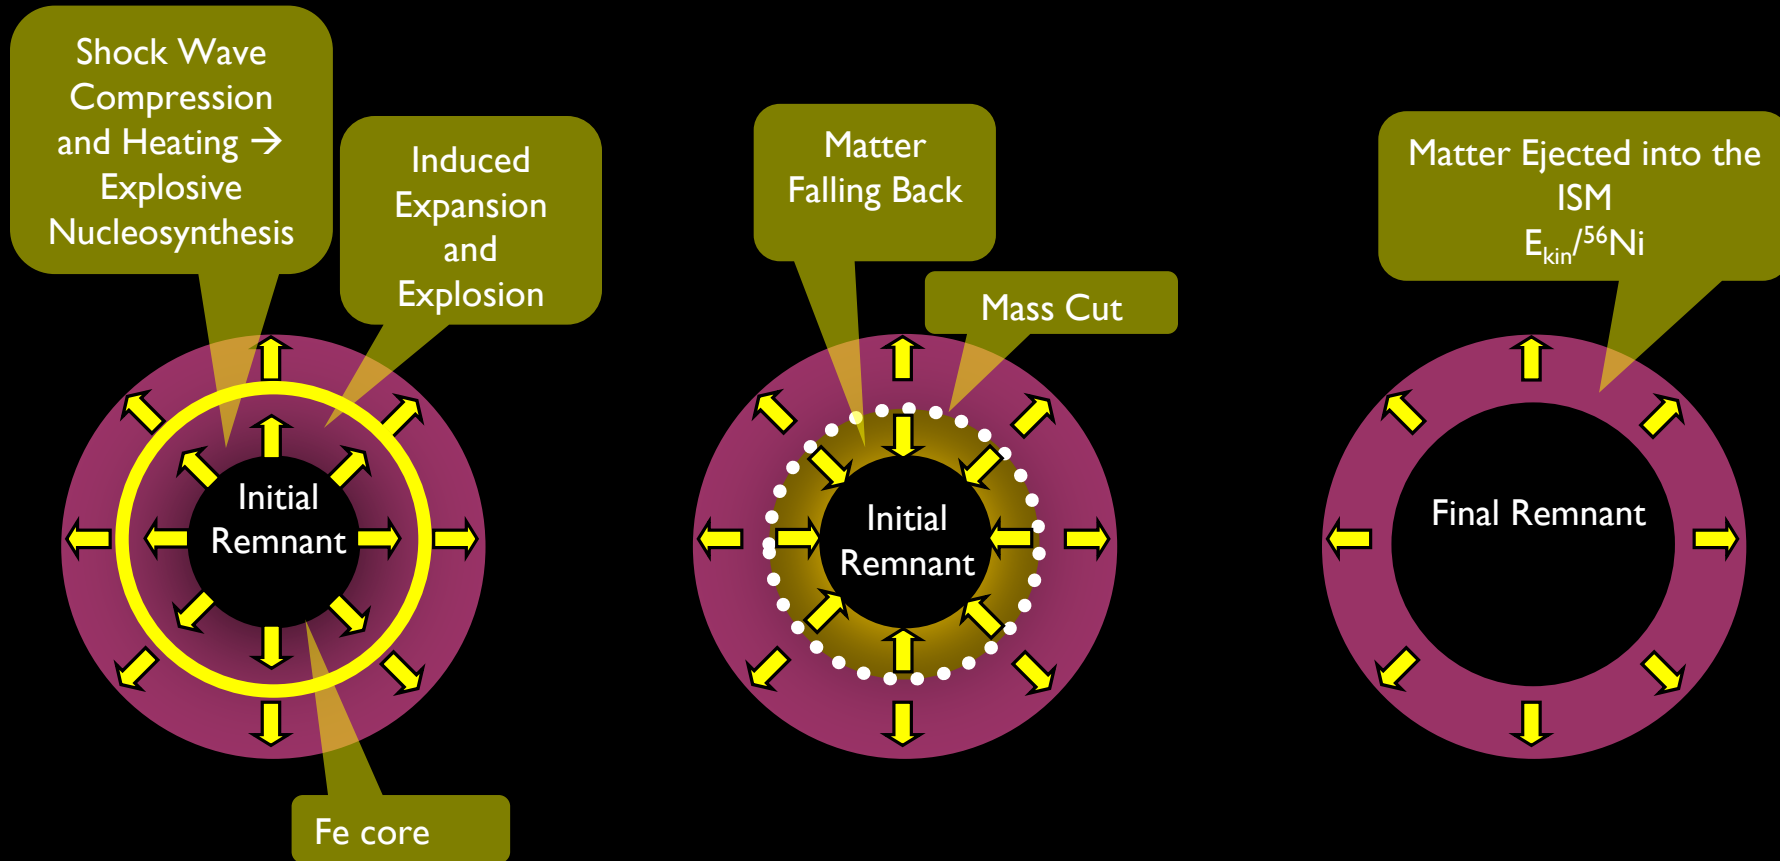 Shock Wave
Compression
and Heating →
Explosive
Nucleosynthesis
Induced
Expansion
and
Explosion
Initial
Remnant
Fe core
Matter
Falling Back
Mass Cut
Initial
Remnant
Matter Ejected into the
ISM
E_kin/⁵⁶Ni
Final Remnant